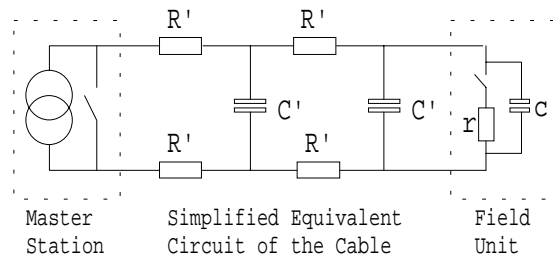 R' R'
C' C' r c
R' R'
Master Simplified Equivalent Field
Station Circuit of the Cable Unit